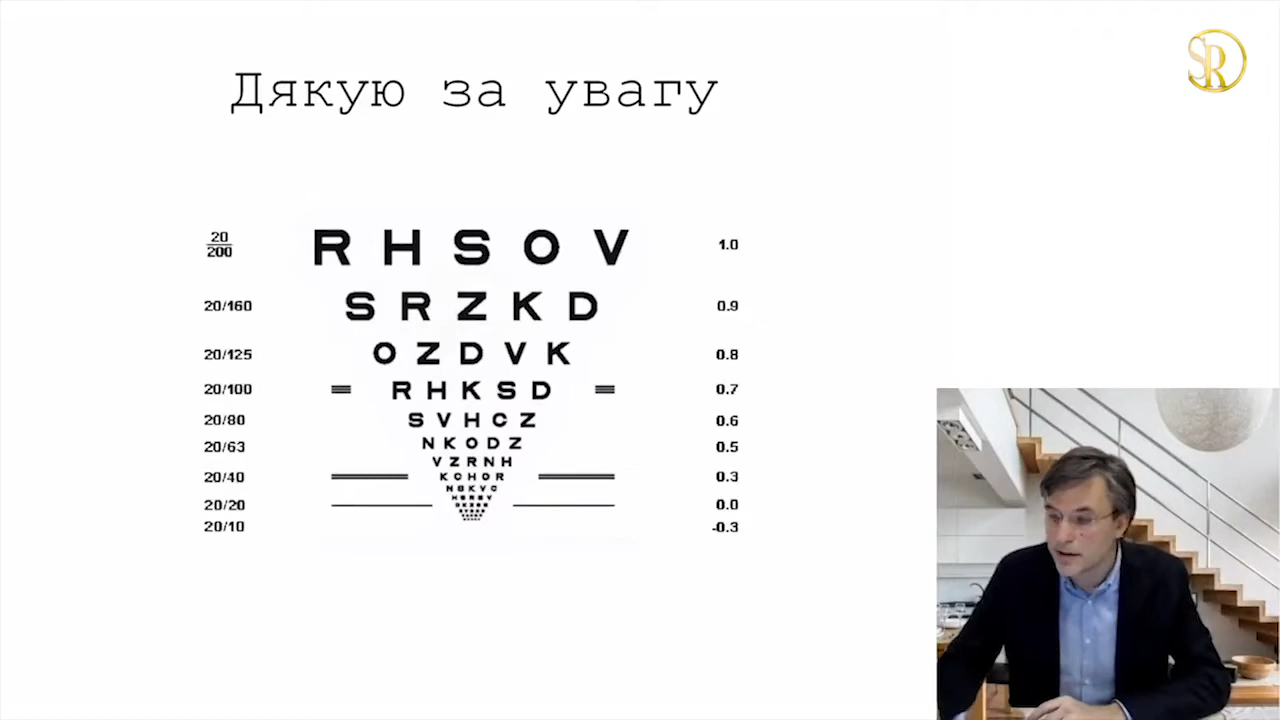 Дякую за увагу
SR
20/200 R H S O V 1.0
20/160 S R Z K D 0.9
20/125 O Z D V K 0.8
20/100 R H K S D 0.7
20/80 S V H C Z 0.6
20/63 N K O D Z 0.5
V Z R N H
20/40 K C H O R 0.3
20/20 0.0
20/10 -0.3